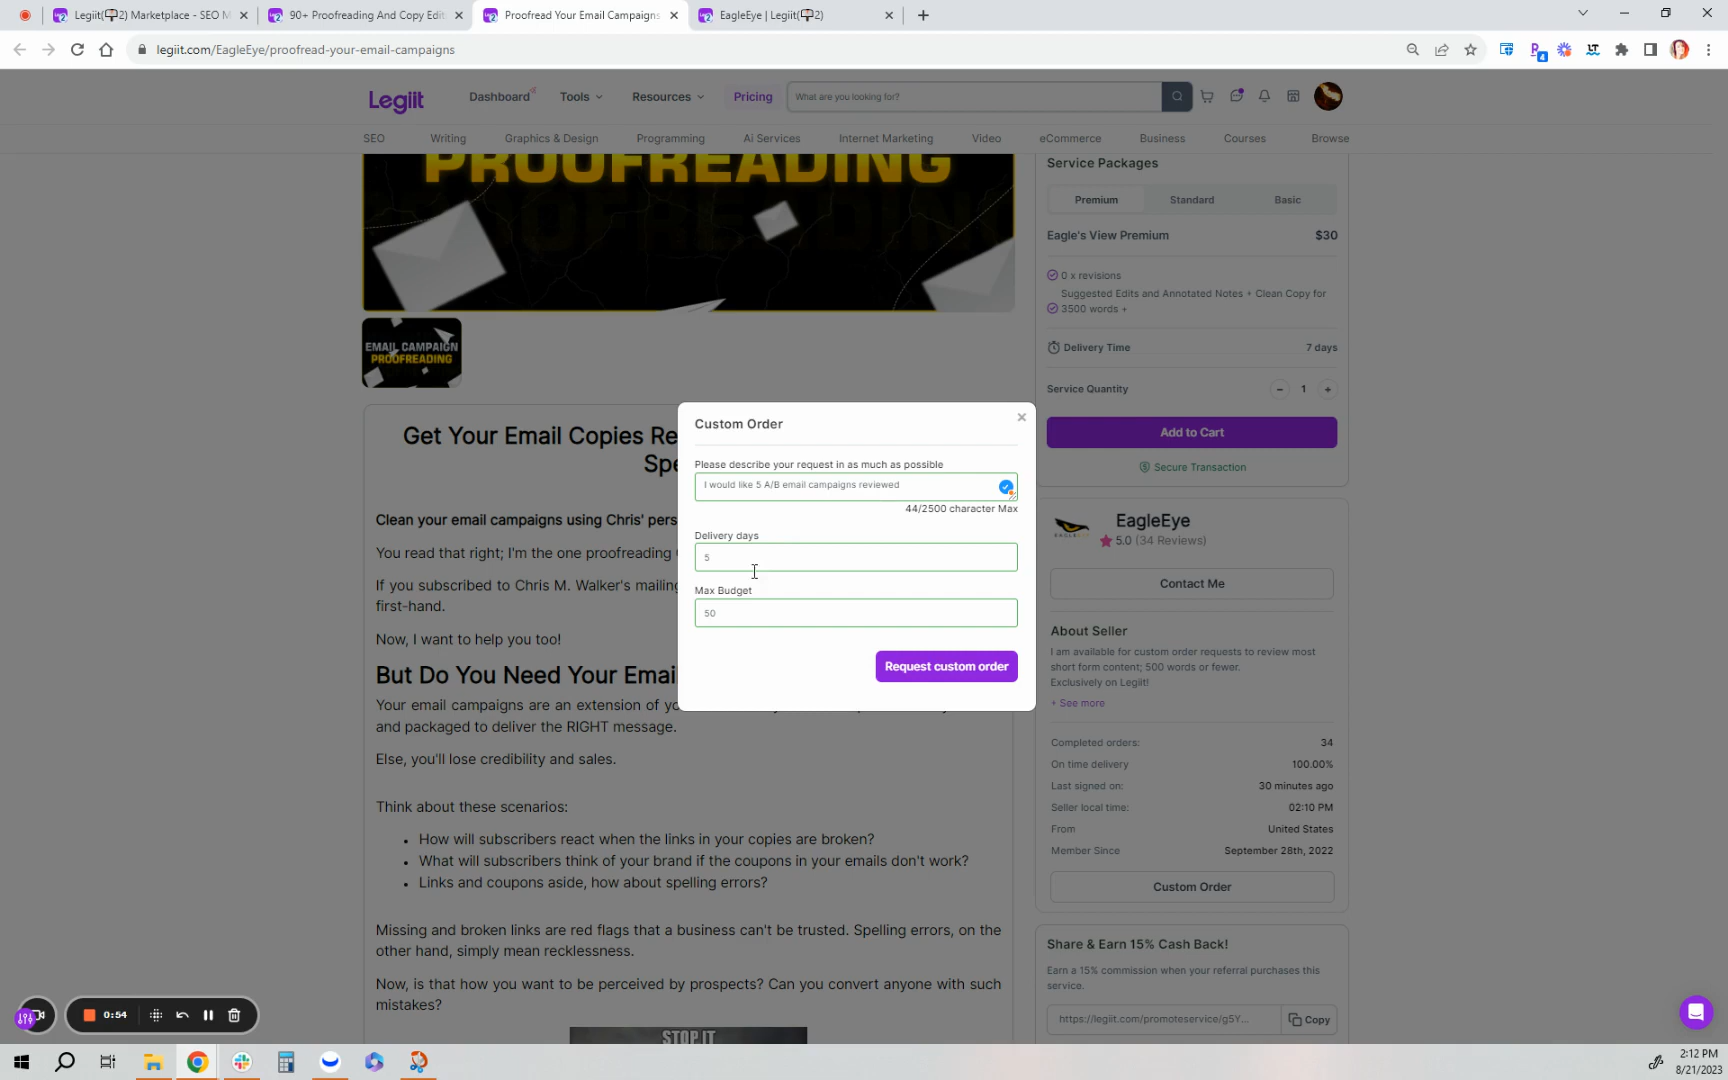 Legiit(2) Marketplace - SEO M
90+ Proofreading And Copy Edit
Proofread Your Email Campaigns
EagleEye | Legiit(2)
legiit.com/EagleEye/proofread-your-email-campaigns
4
Legiit
Dashboard
Tools
Resources
Pricing
What are you looking for?
SEO
Writing
Graphics & Design
Programming
Ai Services
Internet Marketing
Video
eCommerce
Business
Courses
Browse
PROOFREADING
EMAIL CAMPAIGN
PROOFREADING
Service Packages
Premium
Standard
Basic
Eagle's View Premium
$30
0 x revisions
Suggested Edits and Annotated Notes + Clean Copy for
3500 words +
Delivery Time
7 days
Service Quantity
1
Add to Cart
Secure Transaction
Get Your Email Copies Re
Spe
Clean your email campaigns using Chris' pers
You read that right; I'm the one proofreading
If you subscribed to Chris M. Walker's mailing
first-hand.
Now, I want to help you too!
But Do You Need Your Emai
Your email campaigns are an extension of yo
and packaged to deliver the RIGHT message.
Else, you'll lose credibility and sales.
Think about these scenarios:
How will subscribers react when the links in your copies are broken?
What will subscribers think of your brand if the coupons in your emails don't work?
Links and coupons aside, how about spelling errors?
Missing and broken links are red flags that a business can't be trusted. Spelling errors, on the
other hand, simply mean recklessness.
Now, is that how you want to be perceived by prospects? Can you convert anyone with such
mistakes?
STOP IT
Custom Order
Please describe your request in as much as possible
I would like 5 A/B email campaigns reviewed
44/2500 character Max
Delivery days
5
Max Budget
50
Request custom order
EagleEye
5.0 (34 Reviews)
Contact Me
About Seller
I am available for custom order requests to review most
short form content; 500 words or fewer.
Exclusively on Legiit!
+ See more
Completed orders:
34
On time delivery
100.00%
Last signed on:
30 minutes ago
Seller local time:
02:10 PM
From
United States
Member Since
September 28th, 2022
Custom Order
Share & Earn 15% Cash Back!
Earn a 15% commission when your referral purchases this
service.
https://legiit.com/promoteservice/g5Y...
Copy
0:54
2:12 PM
8/21/2023